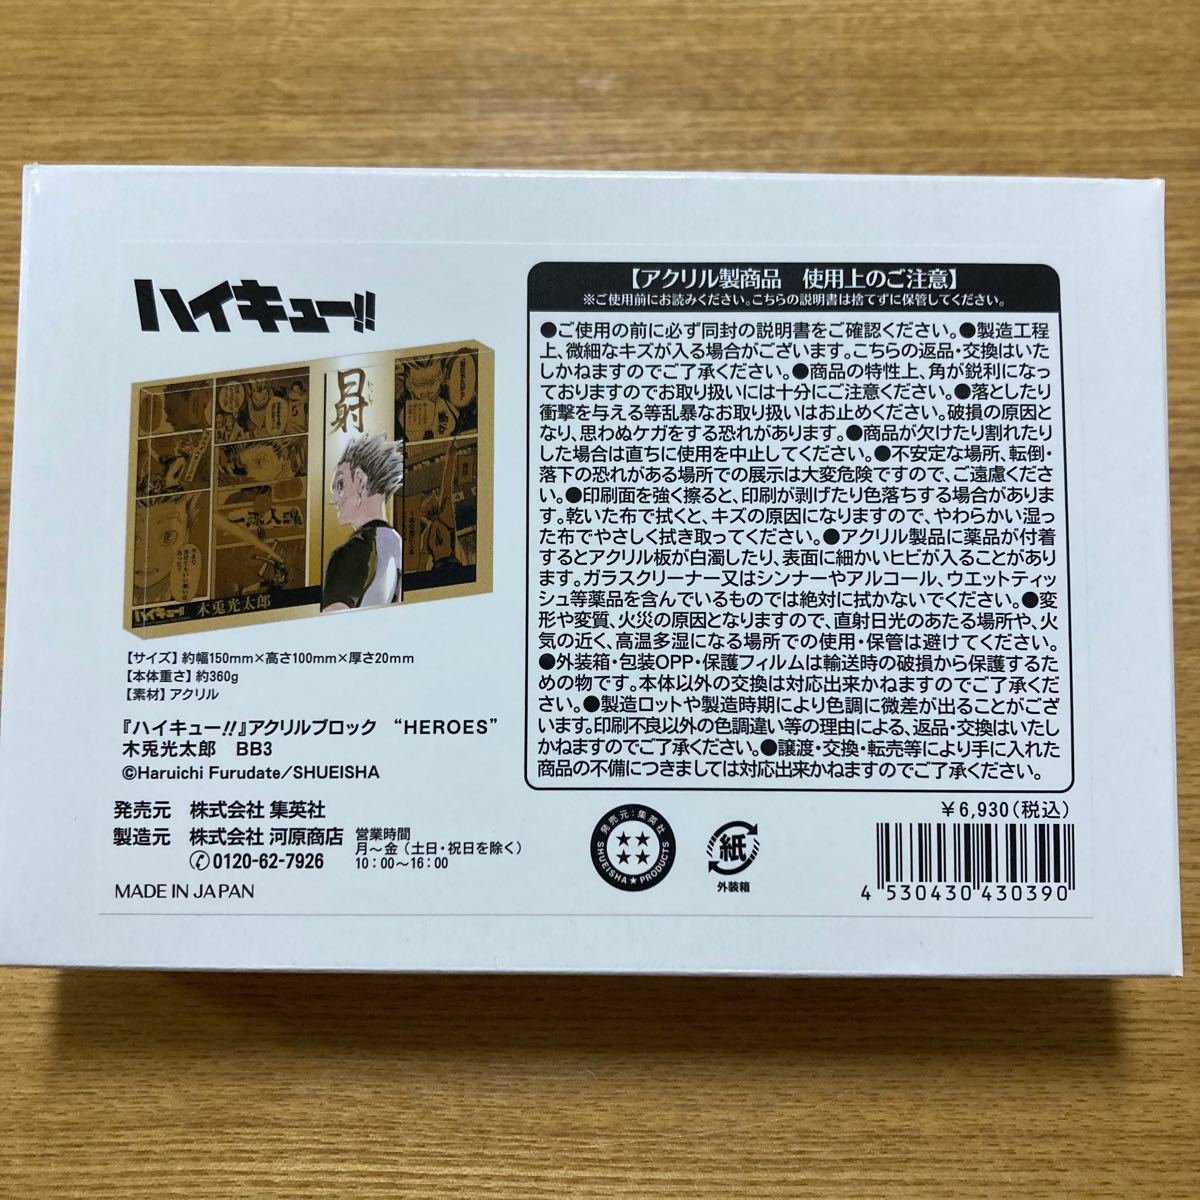 ハイキュー!!
日射
一球人魂
ハイキュー!! 木兎光太郎
【サイズ】約幅150mm×高さ100mm×厚さ20mm
【本体重さ】約360g
【素材】アクリル
『ハイキュー!!』アクリルブロック “HEROES”
木兎光太郎 BB3
©Haruichi Furudate/SHUEISHA
発売元 株式会社 集英社
製造元 株式会社 河原商店
0120-62-7926
営業時間
月～金（土日・祝日を除く）
10：00～16：00
MADE IN JAPAN
【アクリル製商品 使用上のご注意】
※ご使用前にお読みください。こちらの説明書は捨てずに保管してください。
●ご使用の前に必ず同封の説明書をご確認ください。●製造工程
上、微細なキズが入る場合がございます。こちらの返品・交換はいた
しかねますのでご了承ください。●商品の特性上、角が鋭利になっ
ておりますのでお取り扱いには十分にご注意ください。●落としたり
衝撃を与える等乱暴なお取り扱いはお止めください。破損の原因と
なり、思わぬケガをする恐れがあります。●商品が欠けたり割れたり
した場合は直ちに使用を中止してください。●不安定な場所、転倒・
落下の恐れがある場所での展示は大変危険ですので、ご遠慮くださ
い。●印刷面を強く擦ると、印刷が剥げたり色落ちする場合がありま
す。乾いた布で拭くと、キズの原因になりますので、やわらかい湿っ
た布でやさしく拭き取ってください。●アクリル製品に薬品が付着
するとアクリル板が白濁したり、表面に細かいヒビが入ることがあり
ます。ガラスクリーナー又はシンナーやアルコール、ウエットティッ
シュ等薬品を含んでいるものでは絶対に拭かないでください。●変
形や変質、火災の原因となりますので、直射日光のあたる場所や、火
気の近く、高温多湿になる場所での使用・保管は避けてください。
●外装箱・包装OPP・保護フィルムは輸送時の破損から保護するた
めの物です。本体以外の交換は対応出来かねますのでご了承くださ
い。●製造ロットや製造時期により色調に微差が出ることがござ
います。印刷不良以外の色調違い等の理由による、返品・交換はいたし
かねますのでご了承ください。●譲渡・交換・転売等により手に入れた
商品の不備につきましては対応出来かねますのでご了承ください。
発売元：集英社
SHUEISHA★PRODUCTS
紙
外装箱
￥6,930（税込）
4 530430 430390